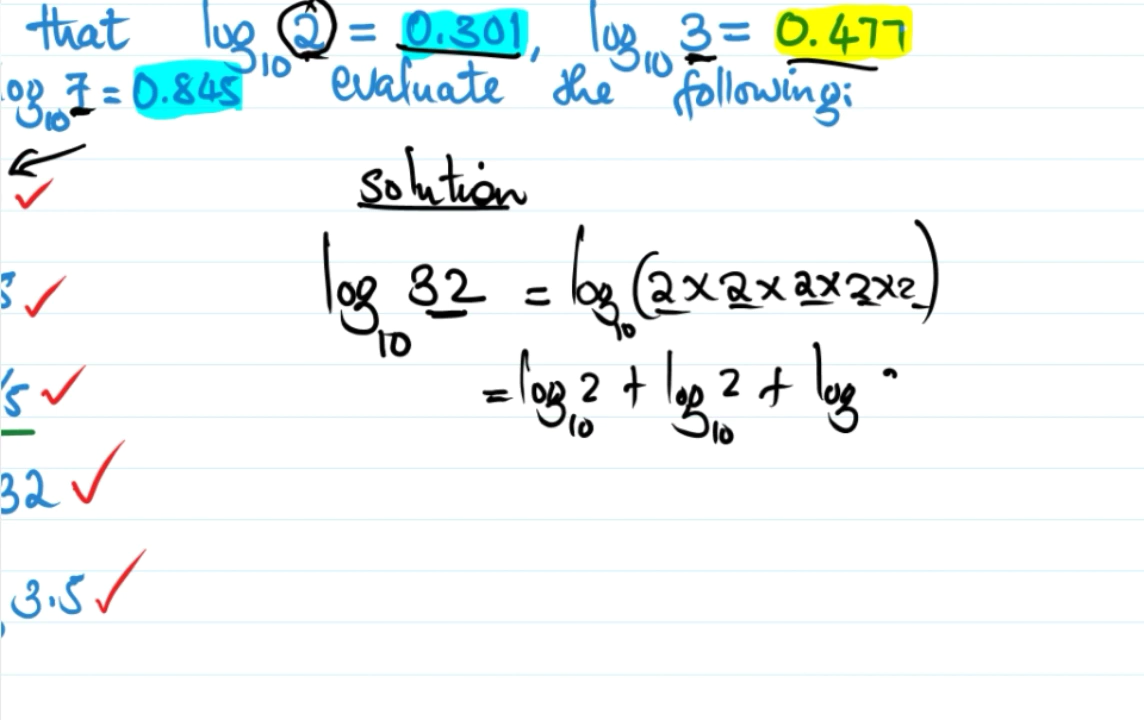 that log₁₀ 2 = 0.301, log₁₀ 3 = 0.477
log₁₀ 7 = 0.845 evaluate the following:
solution
log₁₀ 32 = log₁₀ (2×2×2×2×2)
= log₁₀ 2 + log₁₀ 2 + log
5
32
3.5